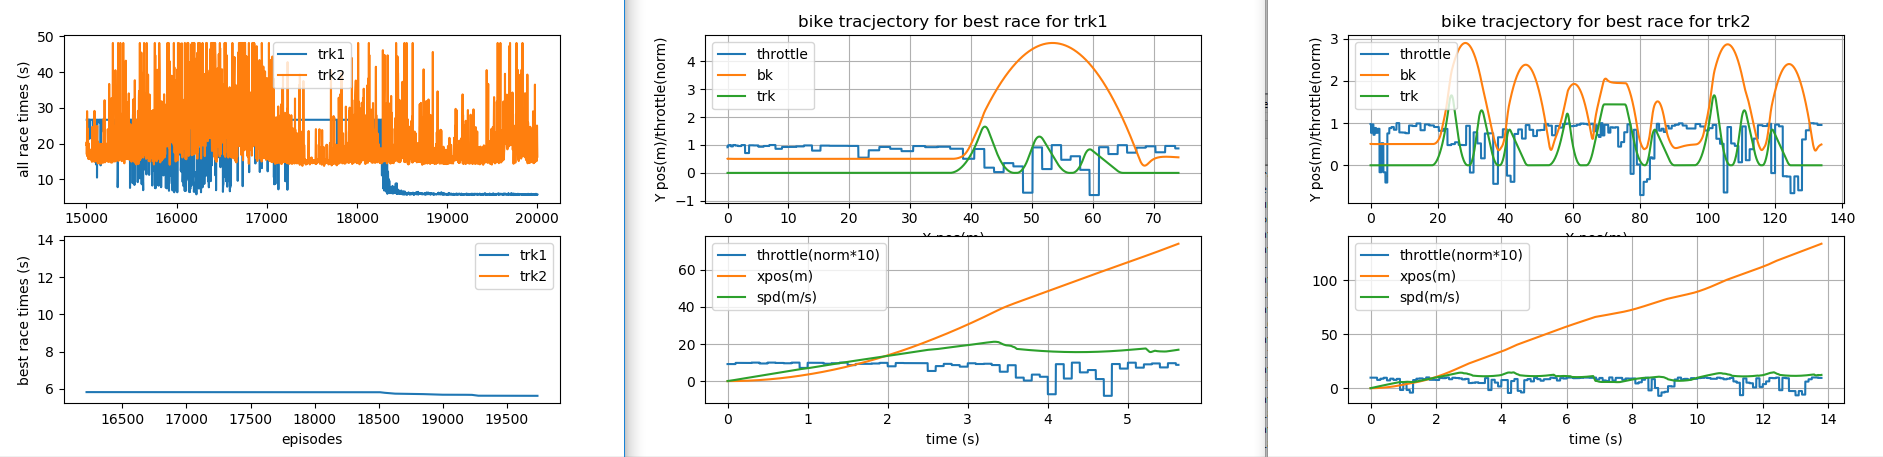 all race times (s)
50
40
30
20
10
trk1
trk2
15000 16000 17000 18000 19000 20000
best race times (s)
14
12
10
8
6
trk1
trk2
16500 17000 17500 18000 18500 19000 19500
episodes
bike tracjectory for best race for trk1
Y pos(m)/throttle(norm)
4
3
2
1
0
−1
throttle
bk
trk
0 10 20 30 40 50 60 70
60
40
20
0
throttle(norm*10)
xpos(m)
spd(m/s)
0 1 2 3 4 5
time (s)
bike tracjectory for best race for trk2
Y pos(m)/throttle(norm)
3
2
1
0
throttle
bk
trk
0 20 40 60 80 100 120 140
100
50
0
throttle(norm*10)
xpos(m)
spd(m/s)
0 2 4 6 8 10 12 14
time (s)